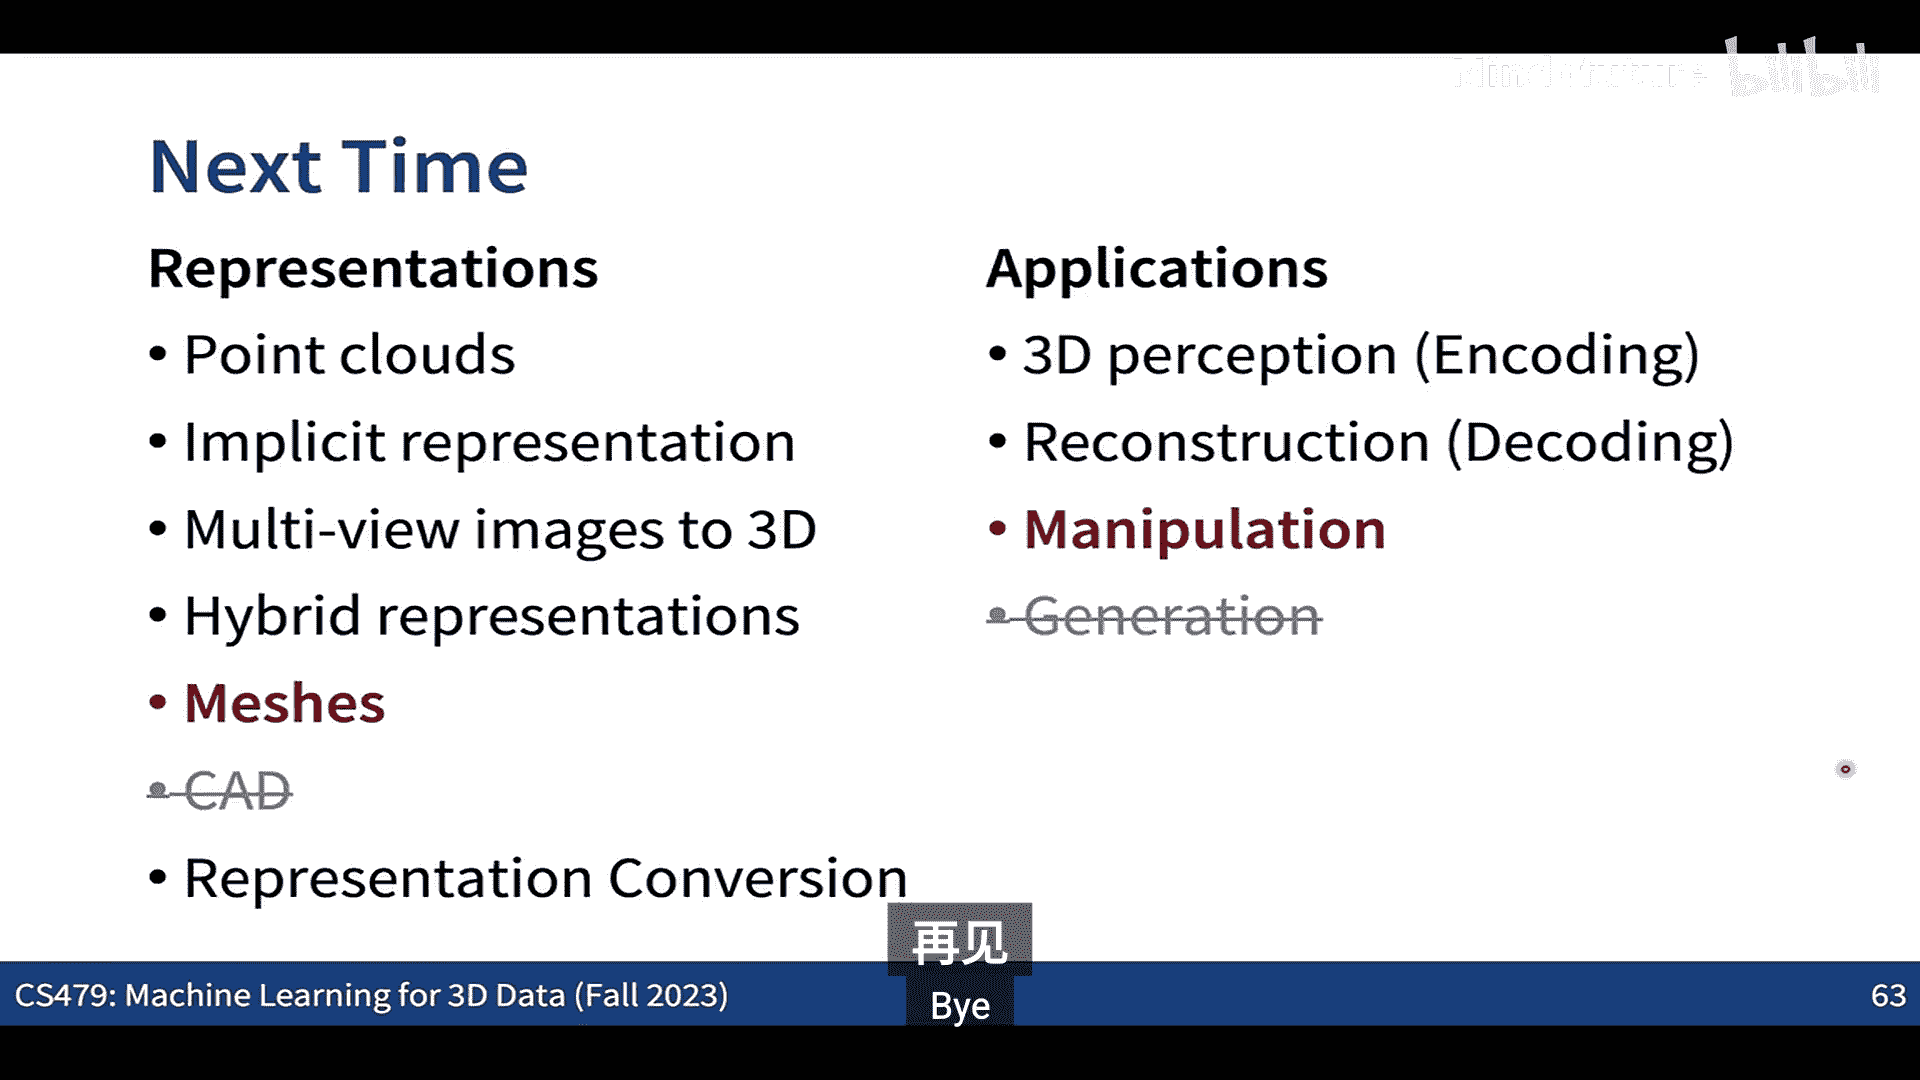 bilibili
Next Time
Representations
• Point clouds
• Implicit representation
• Multi-view images to 3D
• Hybrid representations
• Meshes
• CAD
• Representation Conversion
Applications
• 3D perception (Encoding)
• Reconstruction (Decoding)
• Manipulation
• Generation
再见
Bye
CS479: Machine Learning for 3D Data (Fall 2023)
63